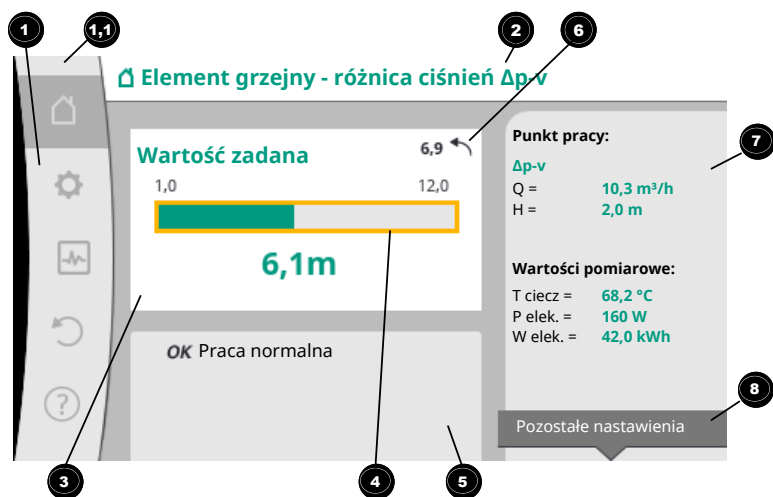 1
1,1
2
6
Element grzejny - różnica ciśnień Δp-v
Wartość zadana
6,9
1,0
12,0
6,1m
OK Praca normalna
Punkt pracy:
7
Δp-v
Q = 10,3 m³/h
H = 2,0 m
Wartości pomiarowe:
T ciecz = 68,2 °C
P elek. = 160 W
W elek. = 42,0 kWh
8
Pozostałe nastawienia
?
3
4
5